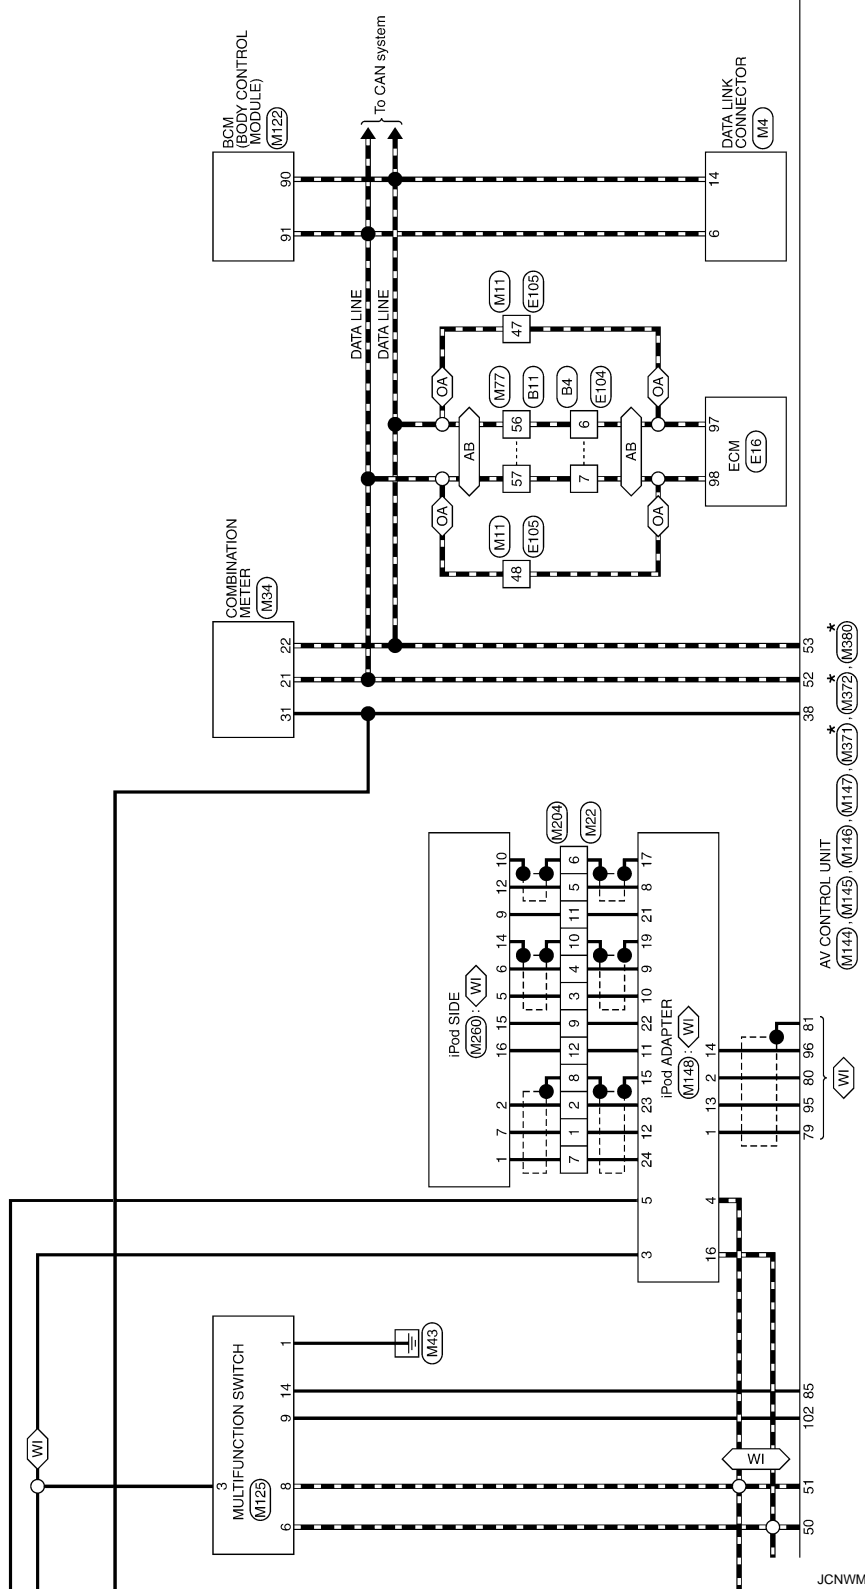 To CAN system
BCM
(BODY CONTROL
MODULE)
M122
90
91
DATA LINK
CONNECTOR
M4
14
6
DATA LINE
DATA LINE
M11
E105
47
OA
OA
M77
B11
B4
E104
56
6
97
AB
AB
ECM
E16
57
7
98
OA
OA
M11
E105
48
COMBINATION
METER
M34
22
21
31
53
52
38
AV CONTROL UNIT
M144, M145, M146, M147, M371*, M372*, M380*
M204
M22
10
6
17
12
5
8
9
11
21
14
10
19
6
4
9
5
3
10
15
9
22
16
12
11
8
15
2
2
23
7
1
12
1
7
24
iPod SIDE
M260 : WI
iPod ADAPTER
M148 : WI
14
2
13
1
81
96
80
95
79
WI
5
4
3
16
MULTIFUNCTION SWITCH
M125
1
M43
14
85
9
102
WI
3
WI
8
51
6
50
JCNWM